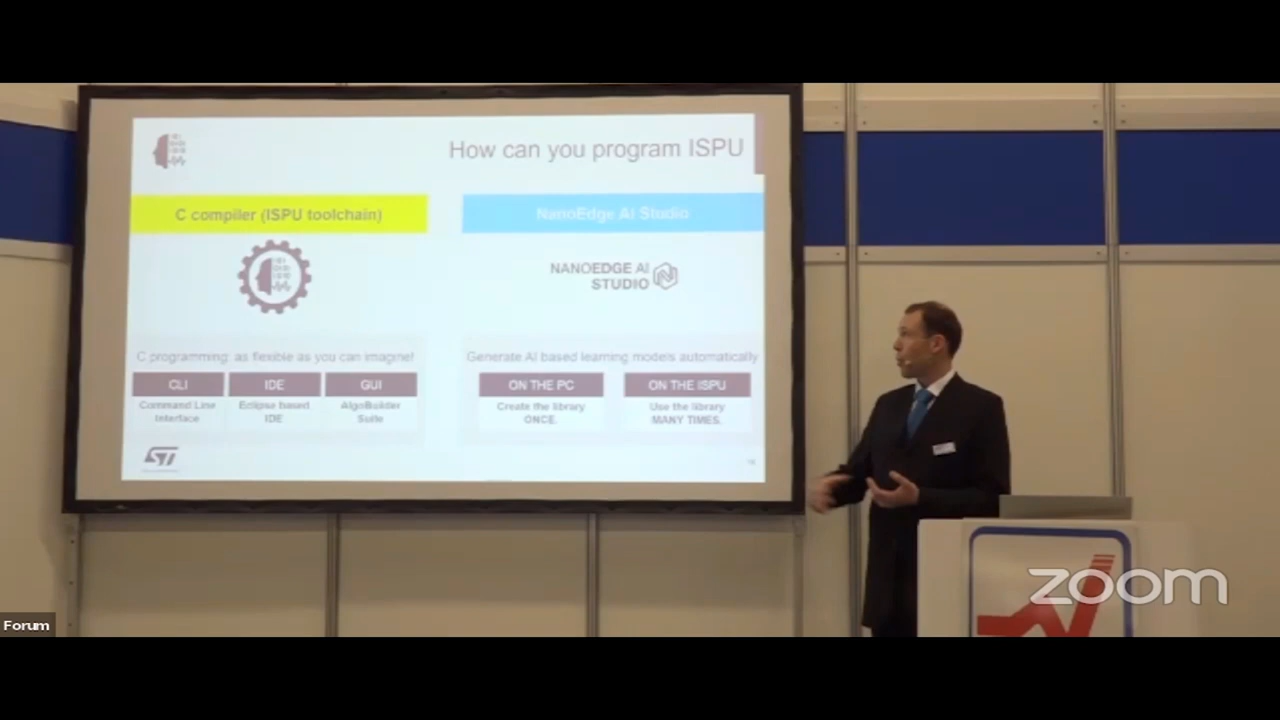 How can you program ISPU
C compiler (ISPU toolchain)
NanoEdge AI Studio
NANOEDGE AI
STUDIO
C programming: as flexible as you can imagine!
CLI
IDE
GUI
Command Line
Interface
Eclipse based
IDE
AlgoBuilder
Suite
Generate AI based learning models automatically
ON THE PC
ON THE ISPU
Create the library
ONCE.
Use the library
MANY TIMES.
ST
zoom
Forum